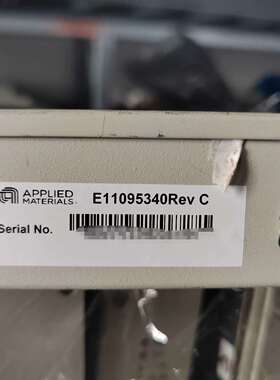 APPLIED
MATERIALS
E11095340Rev C
Serial No.